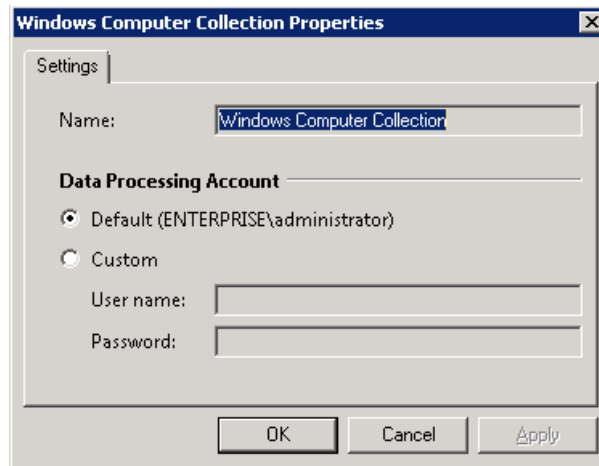 Windows Computer Collection Properties
Settings
Name: Windows Computer Collection
Data Processing Account
Default (ENTERPRISE\administrator)
Custom
User name:
Password:
OK Cancel Apply